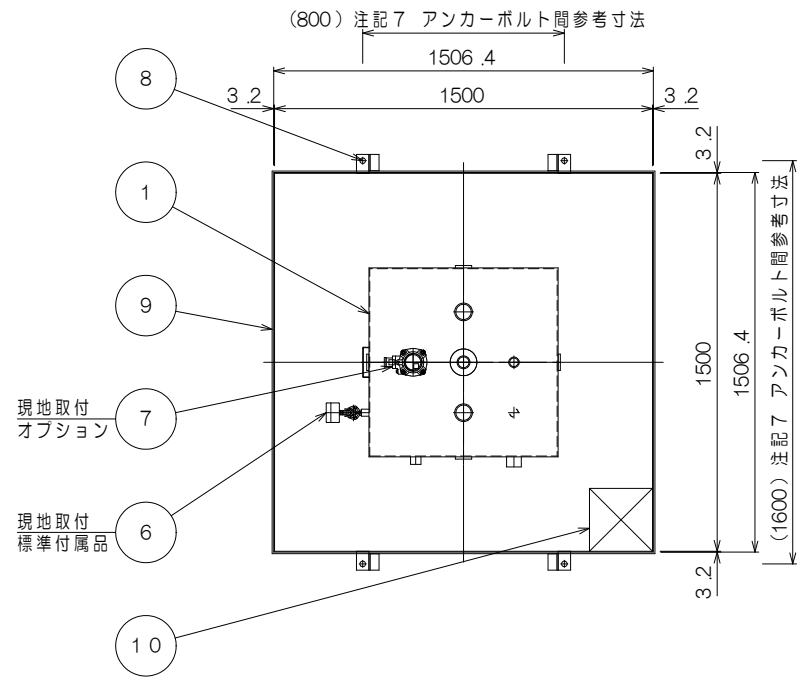 (800)注記7 アンカーボルト間参考寸法
1506.4
3.2
1500
3.2
8
3.2
1
9
1500
1506.4
(1600)注記7 アンカーボルト間参考寸法
現地取付
オプション
7
現地取付
標準付属品
6
3.2
10